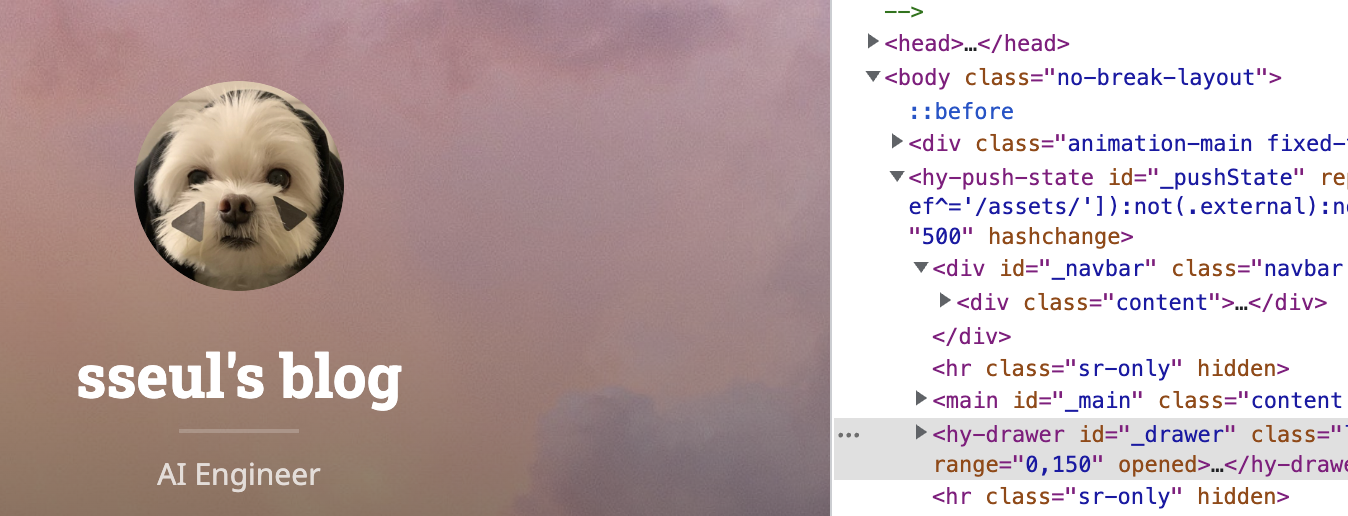 sseul's blog
AI Engineer
-->
<head>…</head>
<body class="no-break-layout">
::before
<div class="animation-main fixed-
<hy-push-state id="_pushState" rep
ef^='/assets/']):not(.external):no
"500" hashchange>
<div id="_navbar" class="navbar
<div class="content">…</div>
</div>
<hr class="sr-only" hidden>
<main id="_main" class="content
<hy-drawer id="_drawer" class="
range="0,150" opened>…</hy-drawe
<hr class="sr-only" hidden>